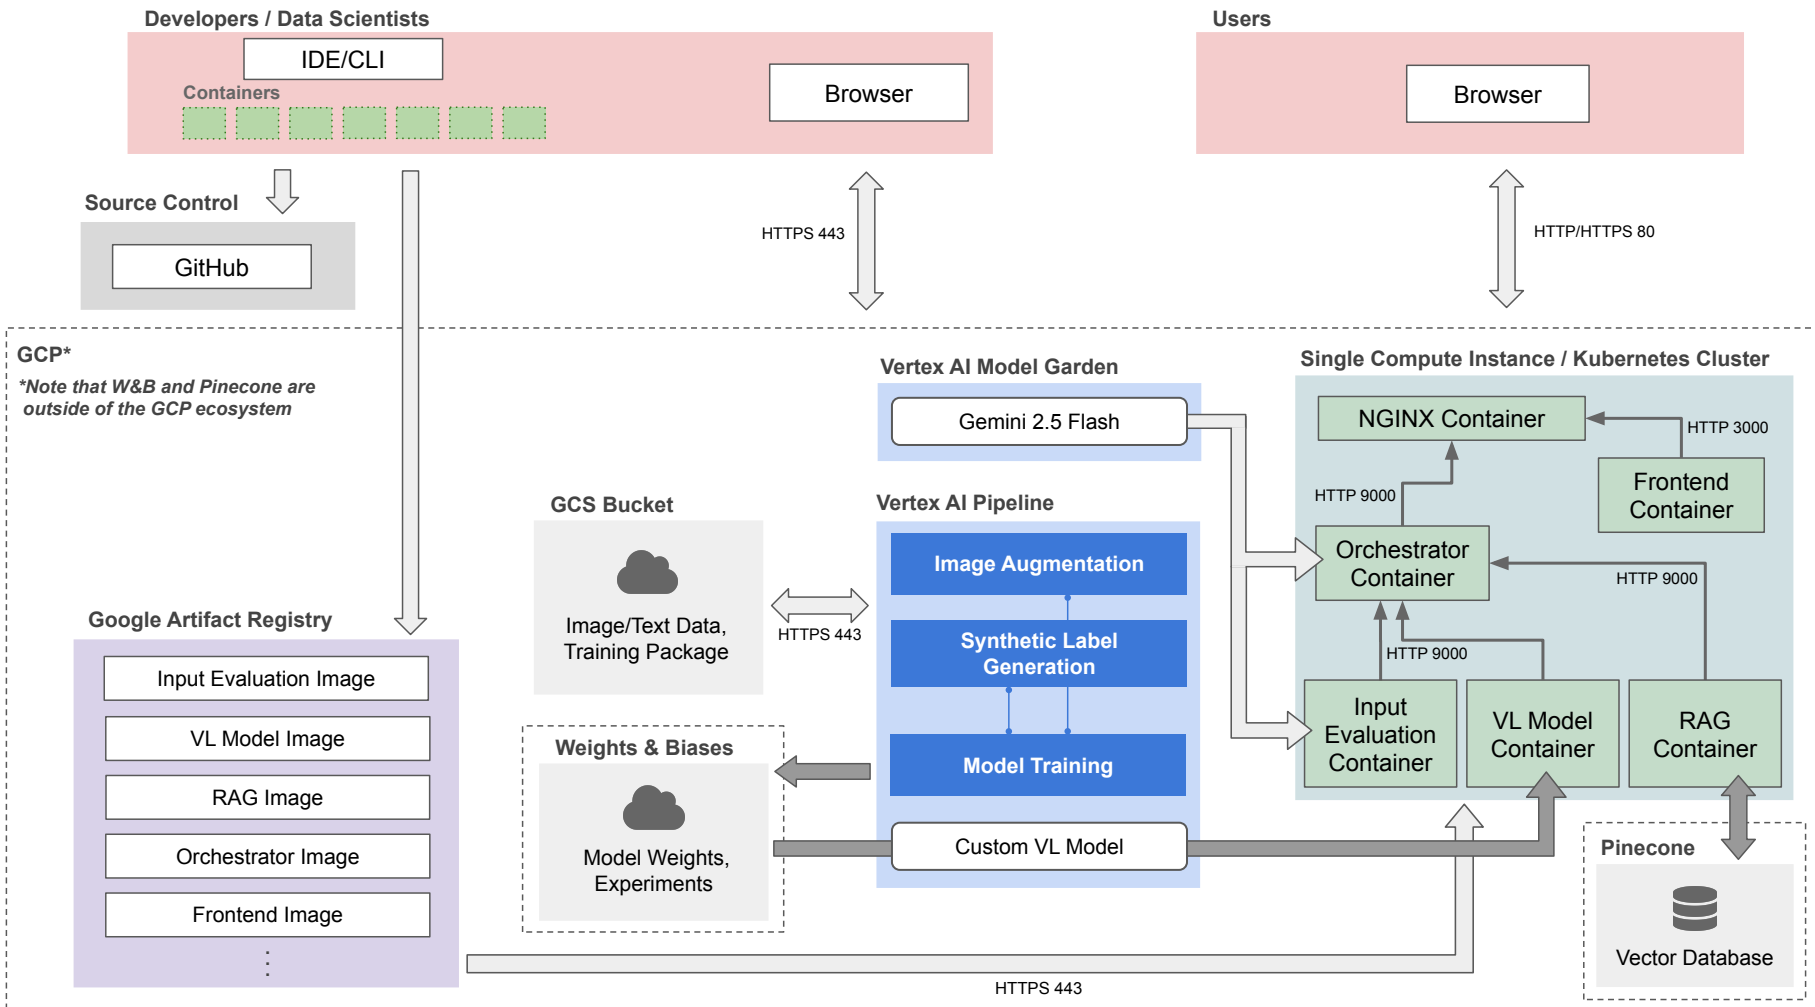 Developers / Data Scientists
IDE/CLI
Containers
Browser
Users
Browser
Source Control
GitHub
HTTPS 443
HTTP/HTTPS 80
GCP*
*Note that W&B and Pinecone are
outside of the GCP ecosystem
Vertex AI Model Garden
Gemini 2.5 Flash
Single Compute Instance / Kubernetes Cluster
NGINX Container
HTTP 3000
Frontend
Container
HTTP 9000
Orchestrator
Container
HTTP 9000
HTTP 9000
Input
Evaluation
Container
VL Model
Container
RAG
Container
GCS Bucket
Image/Text Data,
Training Package
HTTPS 443
Vertex AI Pipeline
Image Augmentation
Synthetic Label
Generation
Model Training
Custom VL Model
Weights & Biases
Model Weights,
Experiments
Google Artifact Registry
Input Evaluation Image
VL Model Image
RAG Image
Orchestrator Image
Frontend Image
HTTPS 443
Pinecone
Vector Database